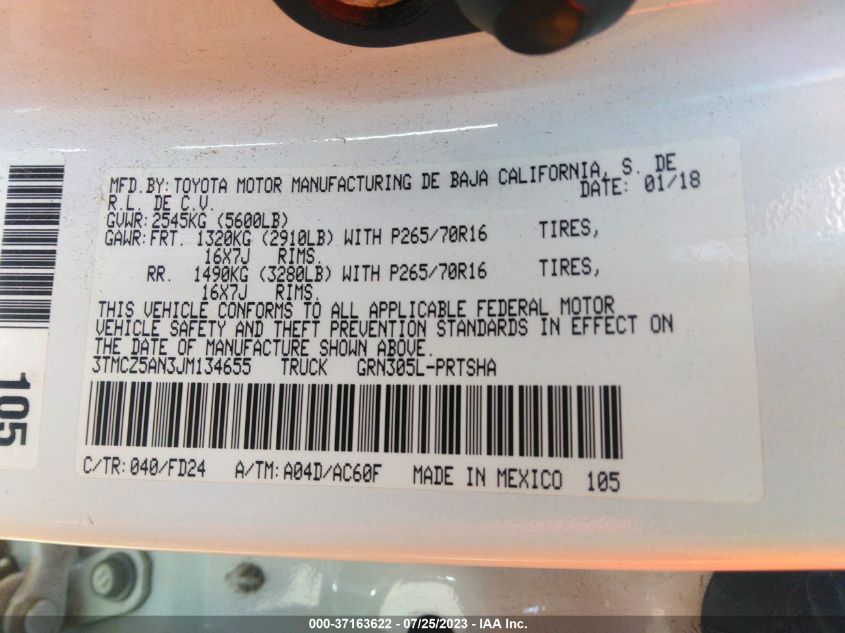 MFD.BY: TOYOTA MOTOR MANUFACTURING DE BAJA CALIFORNIA, S. DE
R.L. DE C.V. DATE: 01/18
GVWR: 2545KG (5600LB)
GAWR: FRT. 1320KG (2910LB) WITH P265/70R16 TIRES,
16X7J RIMS.
RR. 1490KG (3280LB) WITH P265/70R16 TIRES,
16X7J RIMS.
THIS VEHICLE CONFORMS TO ALL APPLICABLE FEDERAL MOTOR
VEHICLE SAFETY AND THEFT PREVENTION STANDARDS IN EFFECT ON
THE DATE OF MANUFACTURE SHOWN ABOVE.
3TMCZ5AN3JM134655 TRUCK GRN305L-PRTSHA
C/TR: 040/FD24 A/TM: A04D/AC60F MADE IN MEXICO 105
105
000-37163622 / 07/25/2023 - IAA Inc.